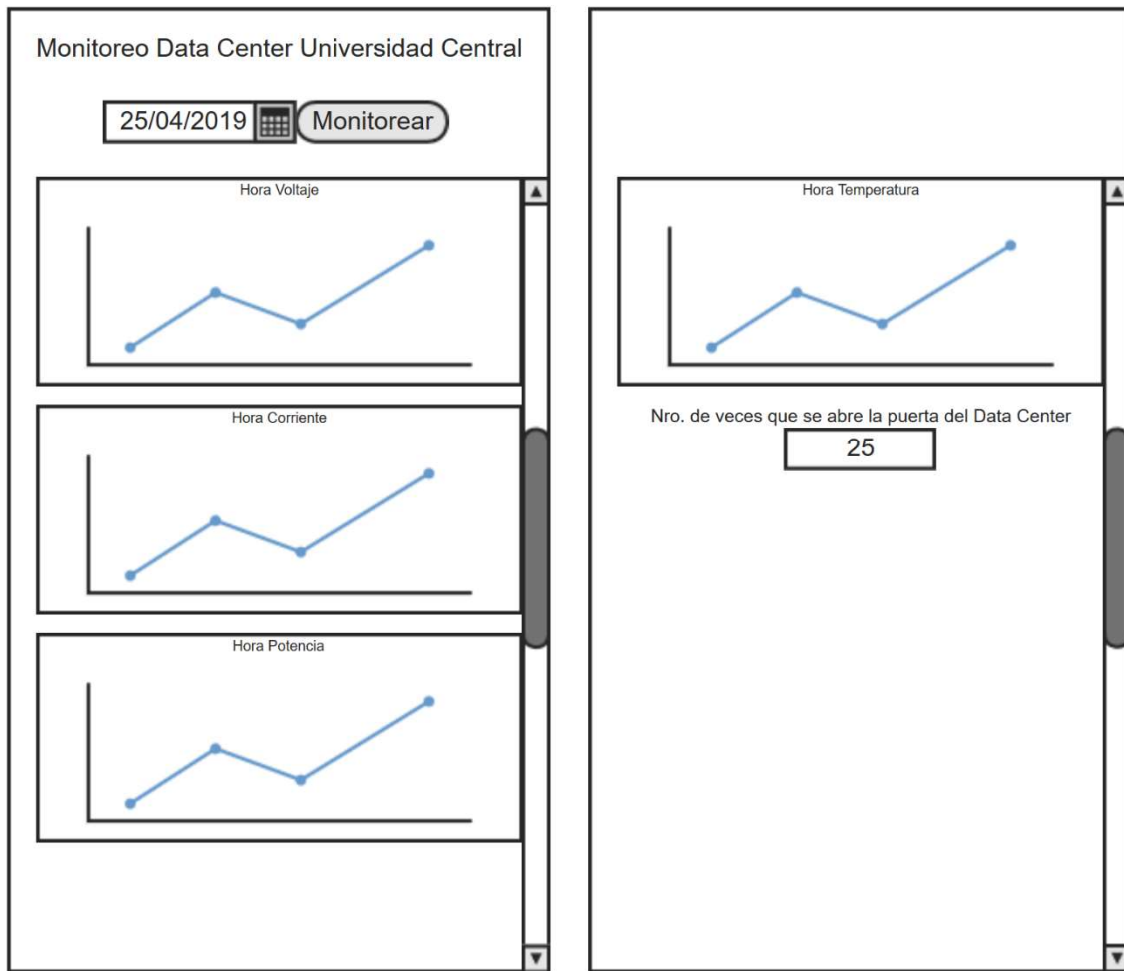 Monitoreo Data Center Universidad Central
25/04/2019 Monitorear
Hora Voltaje
Hora Corriente
Hora Potencia
Hora Temperatura
Nro. de veces que se abre la puerta del Data Center
25